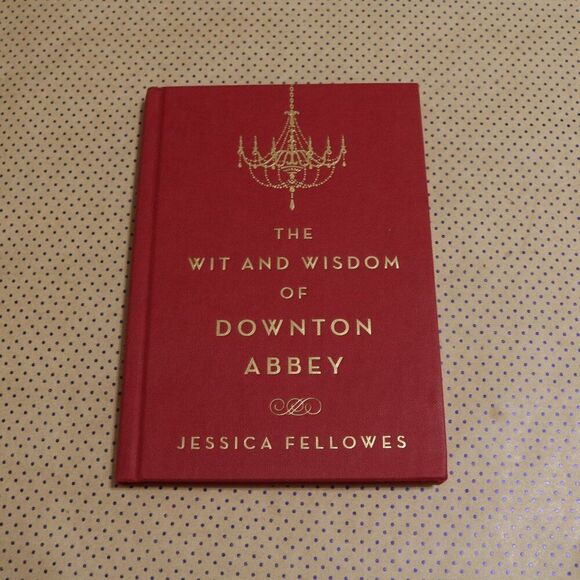 THE
WIT AND WISDOM
OF
DOWNTON
ABBEY
JESSICA FELLOWES